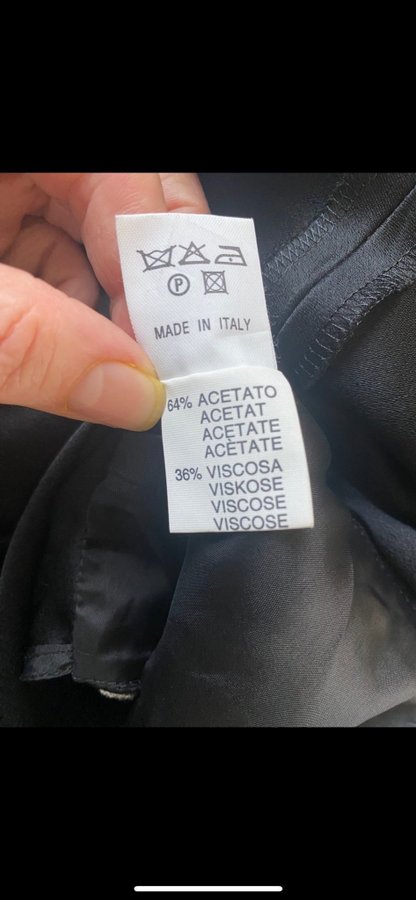 P
MADE IN ITALY
64% ACETATO
ACETAT
ACETATE
ACÉTATE
36% VISCOSA
VISKOSE
VISCOSE
VISCOSE